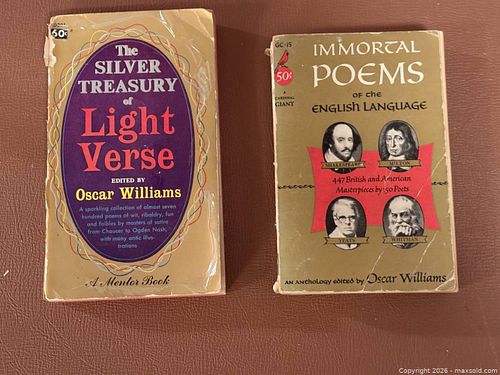 50¢
The
SILVER
TREASURY
of
Light
Verse
EDITED BY
Oscar Williams
A sparkling collection of almost seven
hundred poems of wit, ribaldry, fun
and foibles by masters of satire
from Chaucer to Ogden Nash,
with many antic illus-
trations
A Mentor Book
GC-15
50¢
A
CARDINAL
GIANT
IMMORTAL
POEMS
OF THE
ENGLISH LANGUAGE
SHAKESPEARE
MILTON
447 British and American
Masterpieces by 150 Poets
YEATS
WHITMAN
AN ANTHOLOGY EDITED BY Oscar Williams
Copyright 2026 - maxsold.com